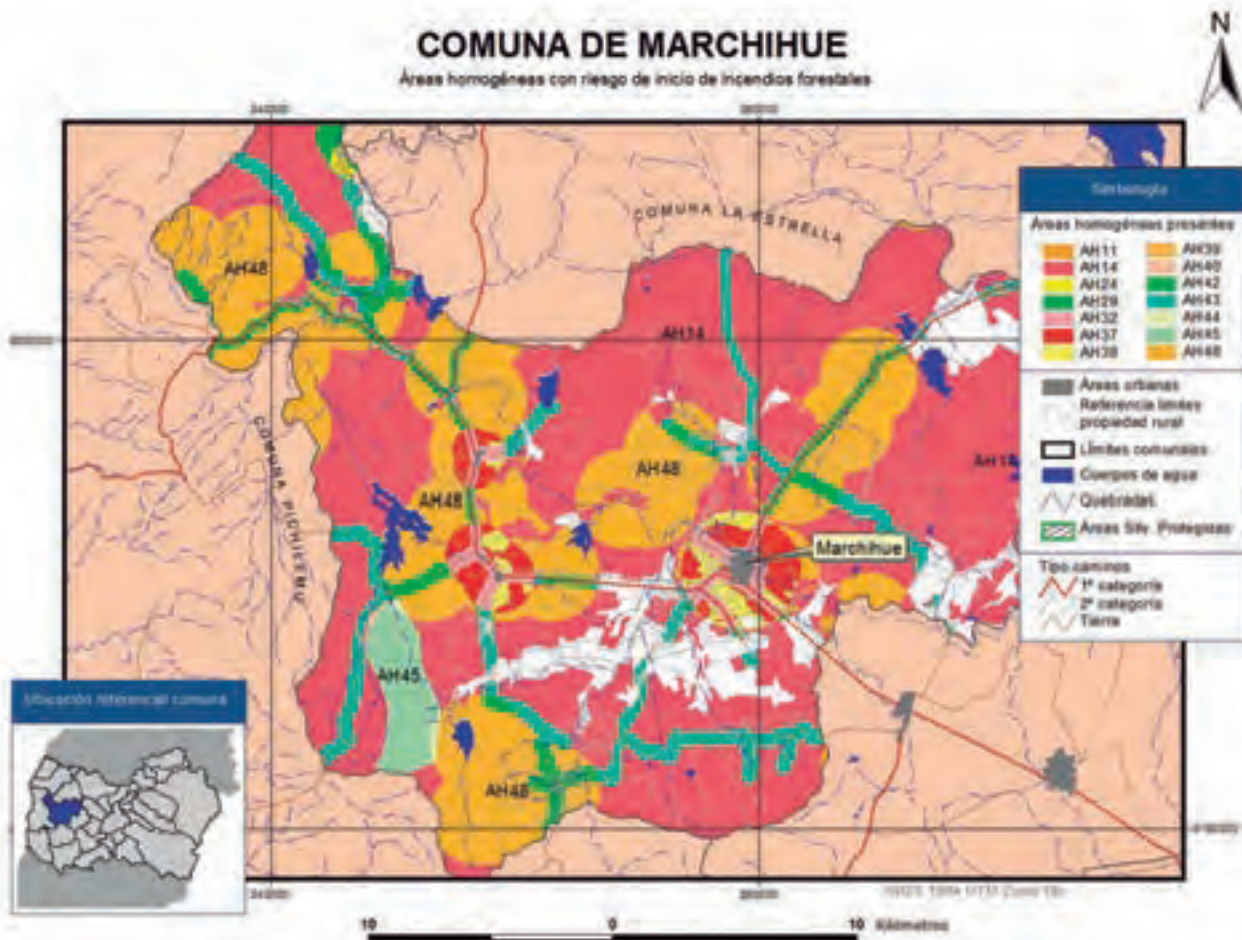 N
COMUNA DE MARCHIHUE
Áreas homogéneas con riesgo de inicio de incendios forestales
COMUNA LA ESTRELLA
AH48
AH14
COMUNA PICHILEMU
AH48
AH48
Marchihue
AH45
AH48
Simbología
Áreas homogéneas presentes
AH11
AH14
AH24
AH29
AH32
AH37
AH38
AH39
AH40
AH42
AH43
AH44
AH45
AH48
Áreas urbanas
Referencia límites
propiedad rural
Límites comunales
Cuerpos de agua
Quebradas
Áreas Silv. Protegidas
Tipo caminos
1ª categoría
2ª categoría
Tierra
Ubicación referencial comuna
10 0 10 Kilómetros